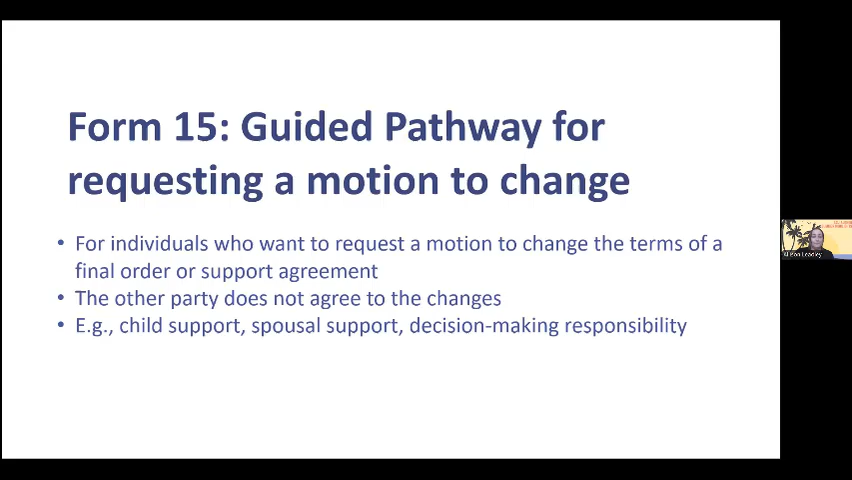 Form 15: Guided Pathway for
requesting a motion to change
• For individuals who want to request a motion to change the terms of a
final order or support agreement
• The other party does not agree to the changes
• E.g., child support, spousal support, decision-making responsibility
Leadley